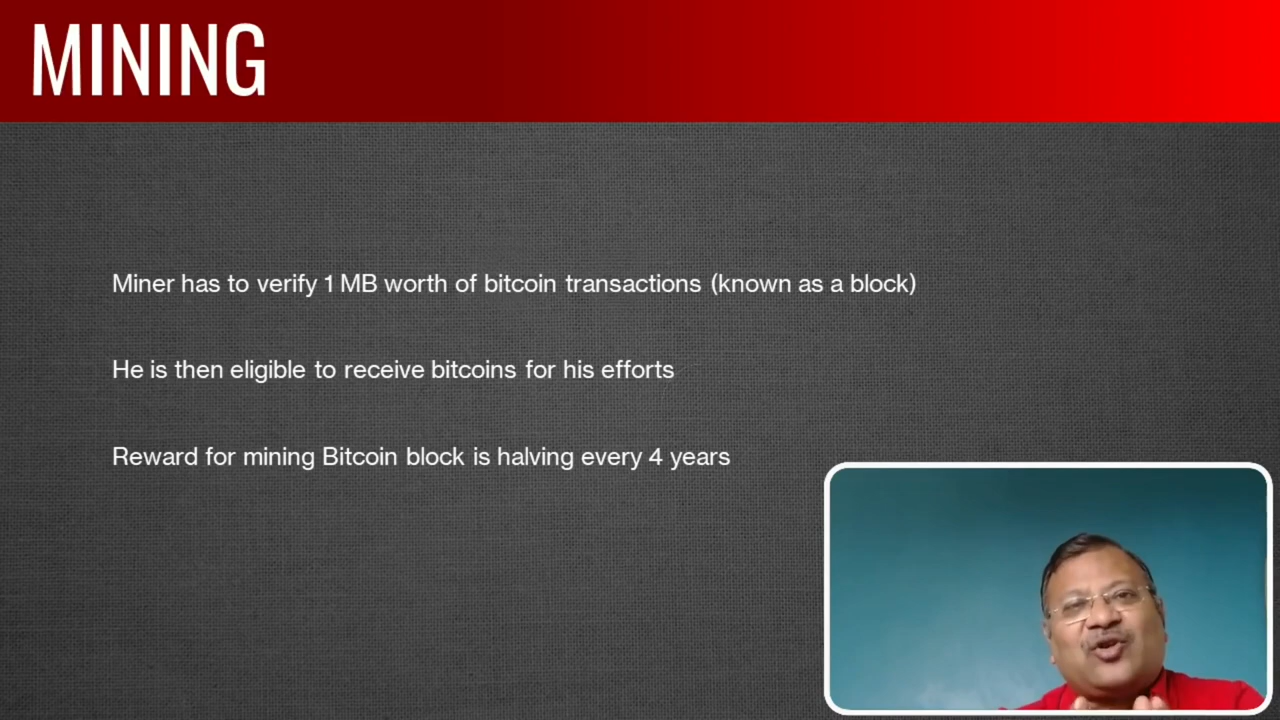 MINING
Miner has to verify 1 MB worth of bitcoin transactions (known as a block)
He is then eligible to receive bitcoins for his efforts
Reward for mining Bitcoin block is halving every 4 years